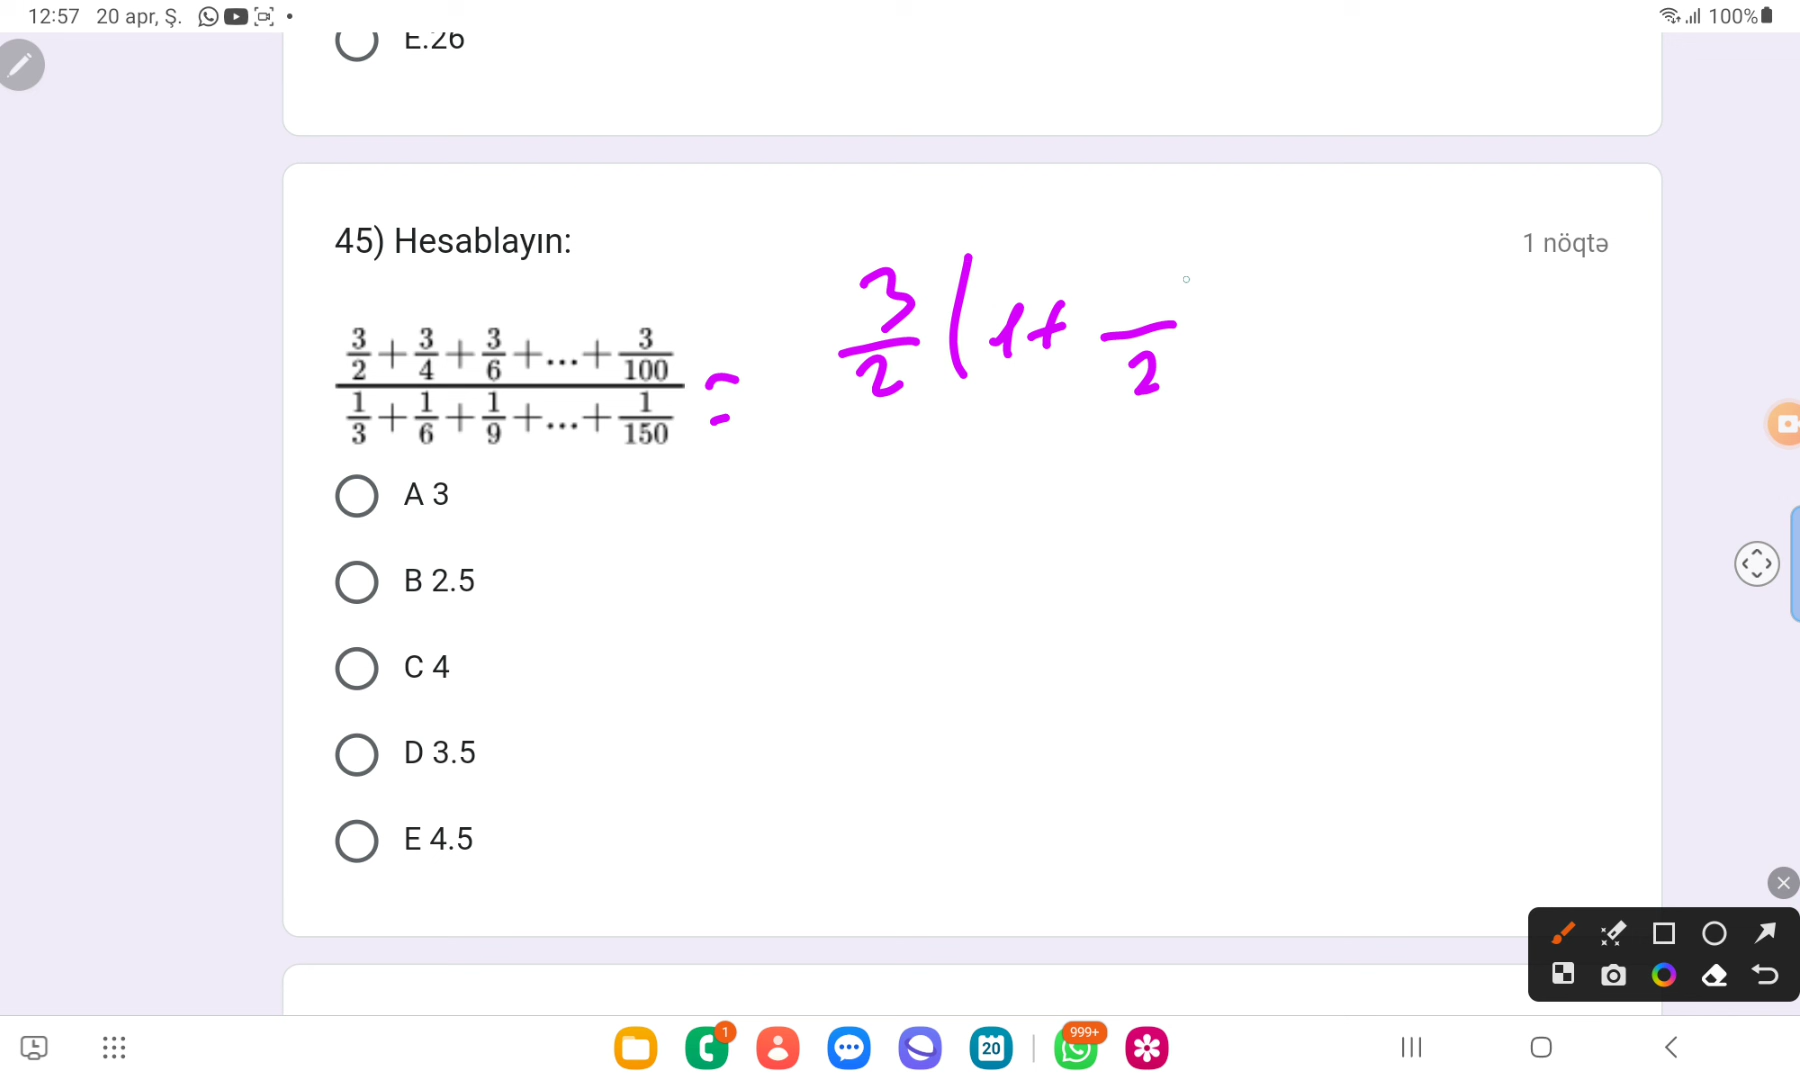 12:57 20 apr, Ş. 100%
E.26
45) Hesablayın:
1 nöqtə
3/2 + 3/4 + 3/6 + ... + 3/100
1/3 + 1/6 + 1/9 + ... + 1/150
= 3/2 (1 + /2
A 3
B 2.5
C 4
D 3.5
E 4.5
1
20
999+